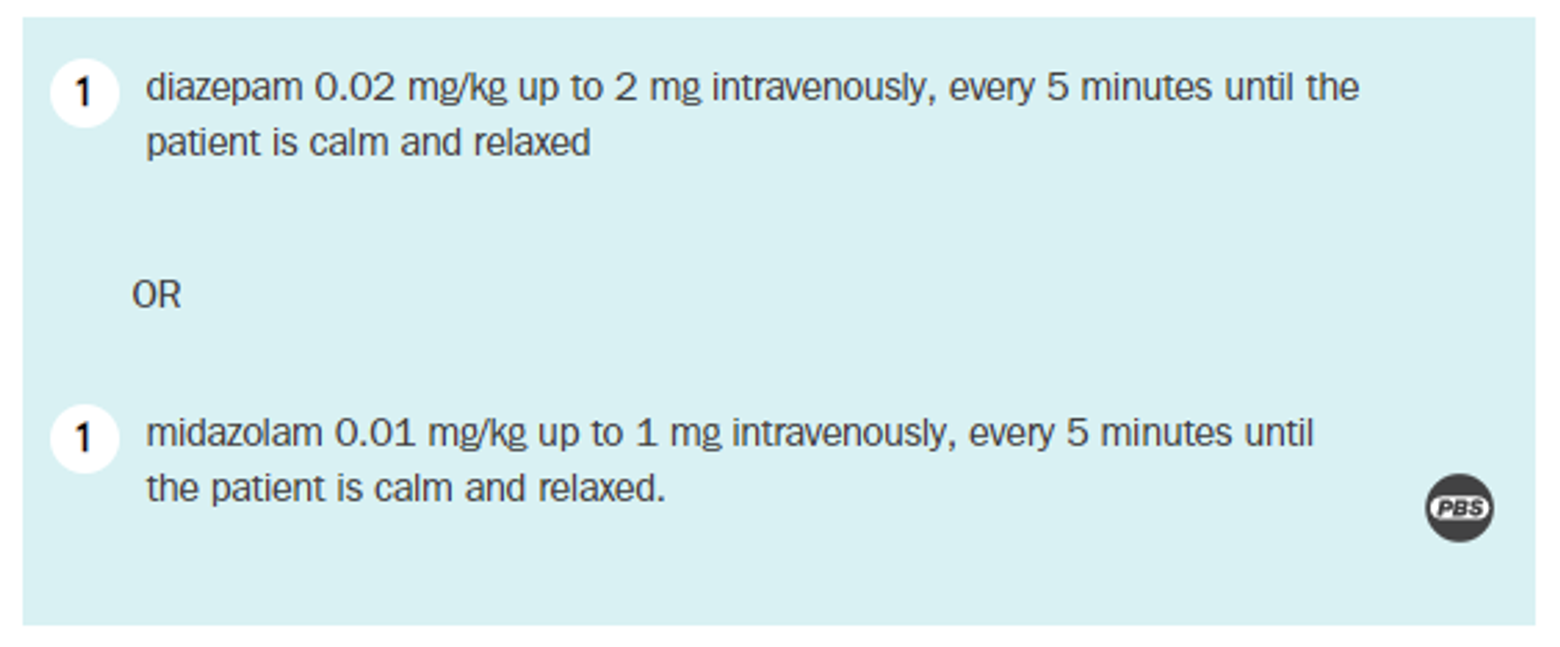 1 diazepam 0.02 mg/kg up to 2 mg intravenously, every 5 minutes until the
patient is calm and relaxed
OR
1 midazolam 0.01 mg/kg up to 1 mg intravenously, every 5 minutes until
the patient is calm and relaxed.
PBS